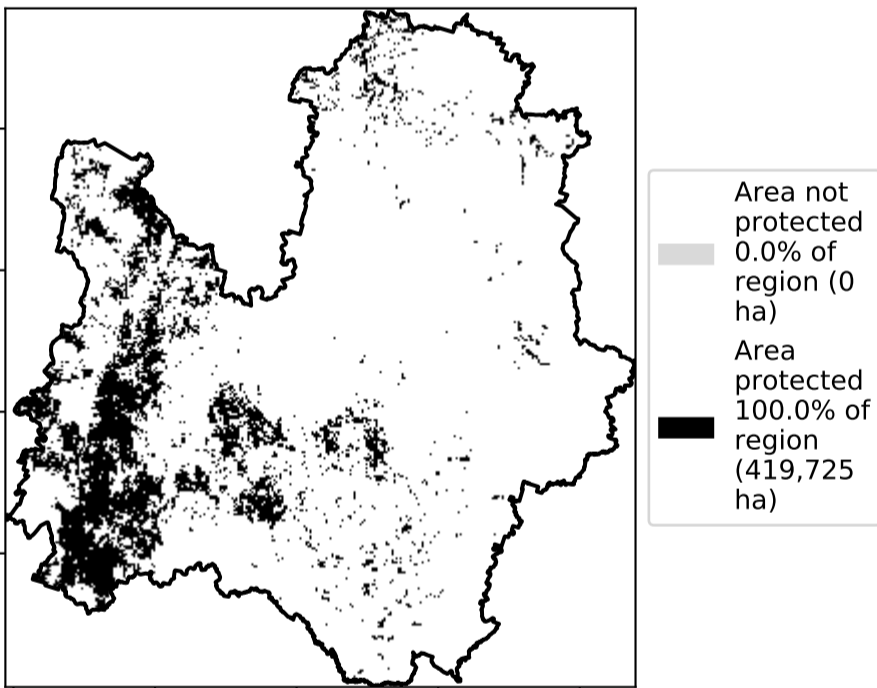 Area not
protected
0.0% of
region (0
ha)
Area
protected
100.0% of
region
(419,725
ha)